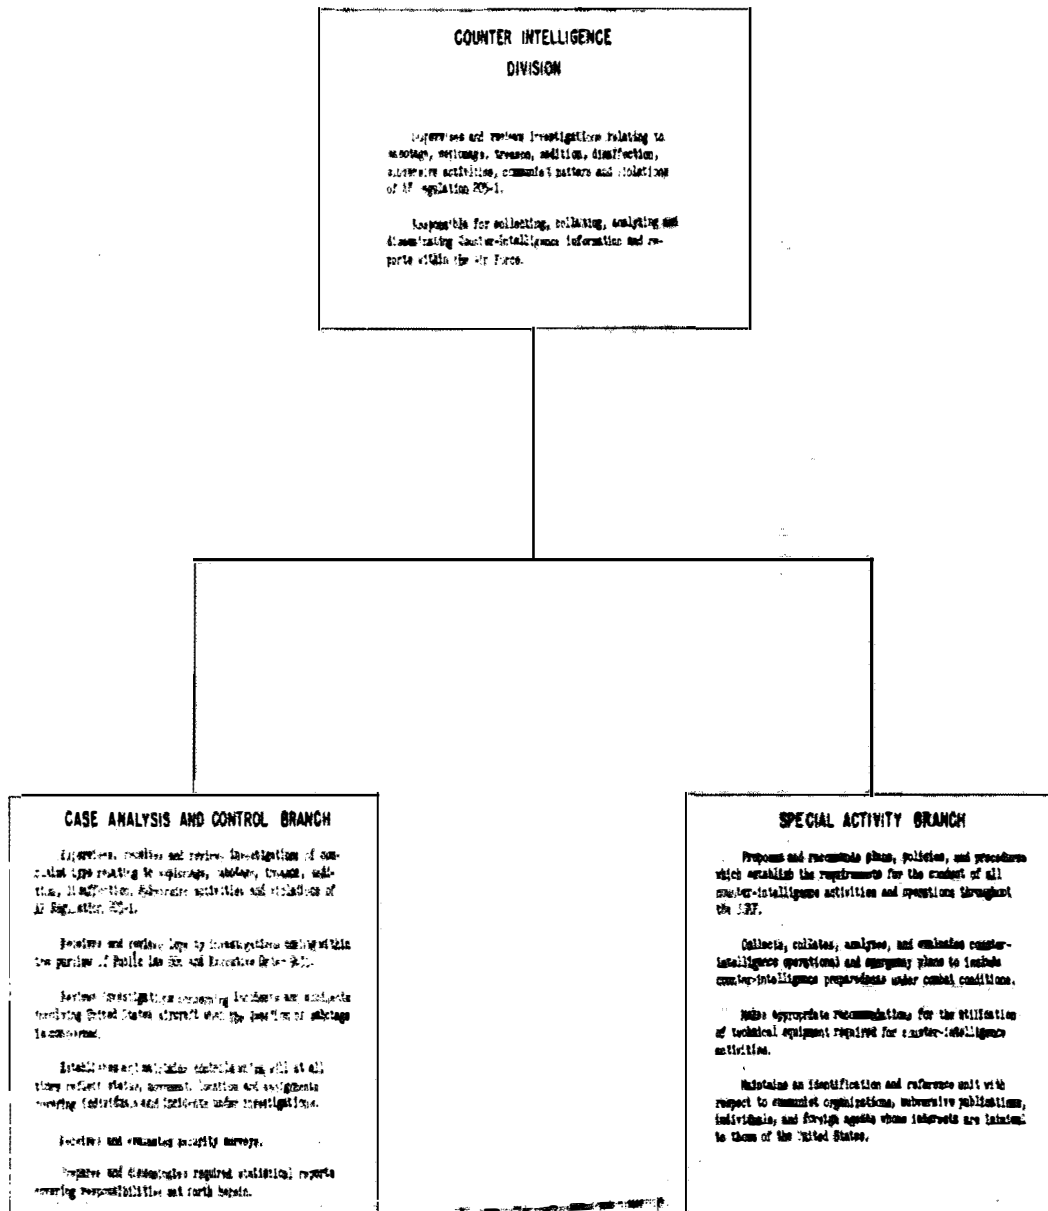 COUNTER INTELLIGENCE
DIVISION
Supervises and reviews investigations relating to
sabotage, espionage, treason, sedition, disaffection,
subversive activities, communist matters and violations
of AF Regulation 205-1.
Responsible for collecting, collating, analyzing and
disseminating Counter-intelligence information and re-
ports within the Air Force.
CASE ANALYSIS AND CONTROL BRANCH
Supervises, receives and reviews investigations of
type relating to espionage, sabotage, treason, sedi-
tion, disaffection, subversive activities and violations of
AF Regulation 205-1.
Receives and reviews investigations coming within
the purview of Public Law and Executive Order
Reviews investigations concerning incidents and accidents
involving United States aircraft when the question of sabotage
is concerned.
Establishes and maintains controls which will at all
times reflect status, movement, location and assignments
covering individuals and incidents under investigations.
Receives and evaluates security surveys.
Prepares and disseminates required statistical reports
covering responsibilities set forth herein.
SPECIAL ACTIVITY BRANCH
Proposes and recommends plans, policies, and procedures
which establish the requirements for the conduct of all
counter-intelligence activities and operations throughout
the USAF.
Collects, collates, analyzes, and evaluates counter-
intelligence operational and emergency plans to include
counter-intelligence preparedness under combat conditions.
Makes appropriate recommendations for the utilization
of technical equipment required for counter-intelligence
activities.
Maintains an identification and reference unit with
respect to communist organizations, subversive publications,
individuals, and foreign agents whose interests are inimical
to those of the United States.